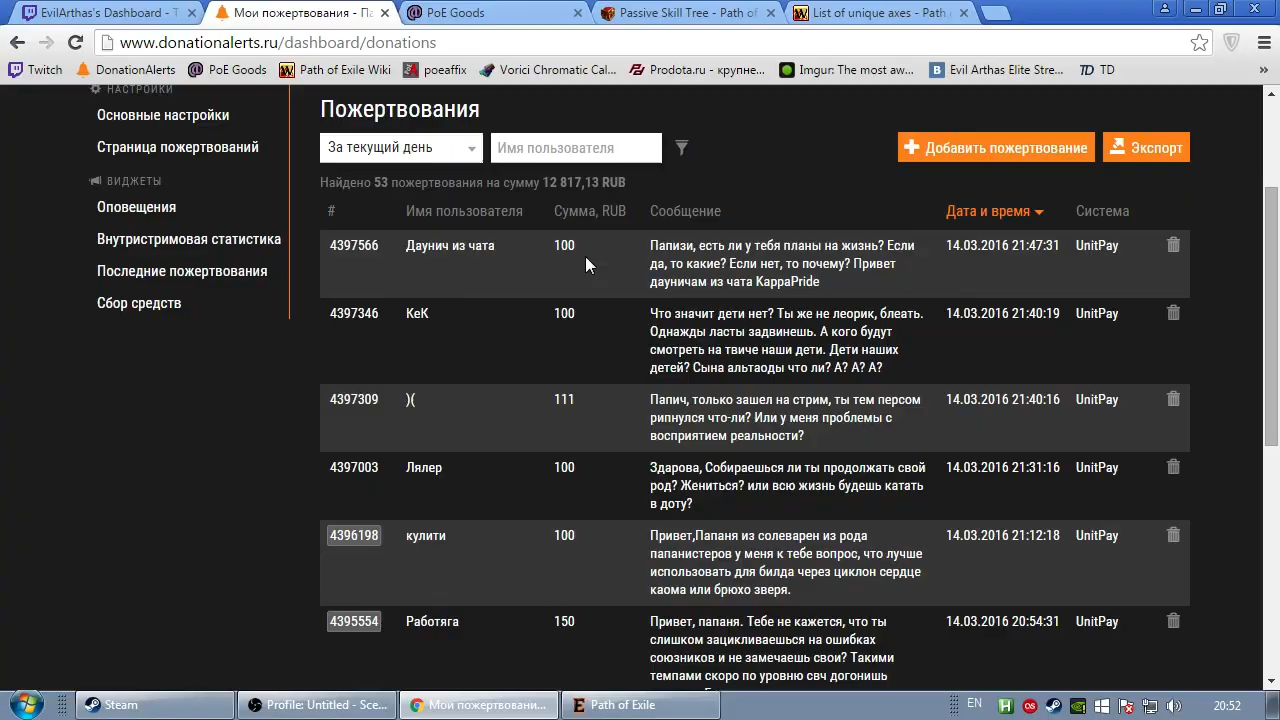 EvilArthas's Dashboard - T
Мои пожертвования - Па
PoE Goods
Passive Skill Tree - Path of
List of unique axes - Path
www.donationalerts.ru/dashboard/donations
Twitch
DonationAlerts
PoE Goods
Path of Exile Wiki
poeaffix
Vorici Chromatic Cal...
Prodota.ru - крупне...
Imgur: The most aw...
Evil Arthas Elite Stre...
TD
НАСТРОЙКИ
Основные настройки
Страница пожертвований
ВИДЖЕТЫ
Оповещения
Внутристримовая статистика
Последние пожертвования
Сбор средств
Пожертвования
За текущий день
Имя пользователя
Добавить пожертвование
Экспорт
Найдено 53 пожертвования на сумму 12 817,13 RUB
# Имя пользователя Сумма, RUB Сообщение Дата и время Система
4397566 Даунич из чата 100 Папизи, есть ли у тебя планы на жизнь? Если 14.03.2016 21:47:31 UnitPay
да, то какие? Если нет, то почему? Привет
дауничам из чата KappaPride
4397346 КеК 100 Что значит дети нет? Ты же не леорик, блеать. 14.03.2016 21:40:19 UnitPay
Однажды ласты задвинешь. А кого будут
смотреть на твиче наши дети. Дети наших
детей? Сына альтаоды что ли? А? А? А?
4397309 )( 111 Папич, только зашел на стрим, ты тем персом 14.03.2016 21:40:16 UnitPay
рипнулся что-ли? Или у меня проблемы с
восприятием реальности?
4397003 Лялер 100 Здарова, Собираешься ли ты продолжать свой 14.03.2016 21:31:16 UnitPay
род? Жениться? или всю жизнь будешь катать
в доту?
4396198 кулити 100 Привет,Папаня из солеварен из рода 14.03.2016 21:12:18 UnitPay
папанистеров у меня к тебе вопрос, что лучше
использовать для билда через циклон сердце
каома или брюхо зверя.
4395554 Работяга 150 Привет, папаня. Тебе не кажется, что ты 14.03.2016 20:54:31 UnitPay
слишком зацикливаешься на ошибках
союзников и не замечаешь свои? Такими
темпами скоро по уровню свч догонишь
Steam
Profile: Untitled - Sce...
Мои пожертвовани...
Path of Exile
EN
20:52